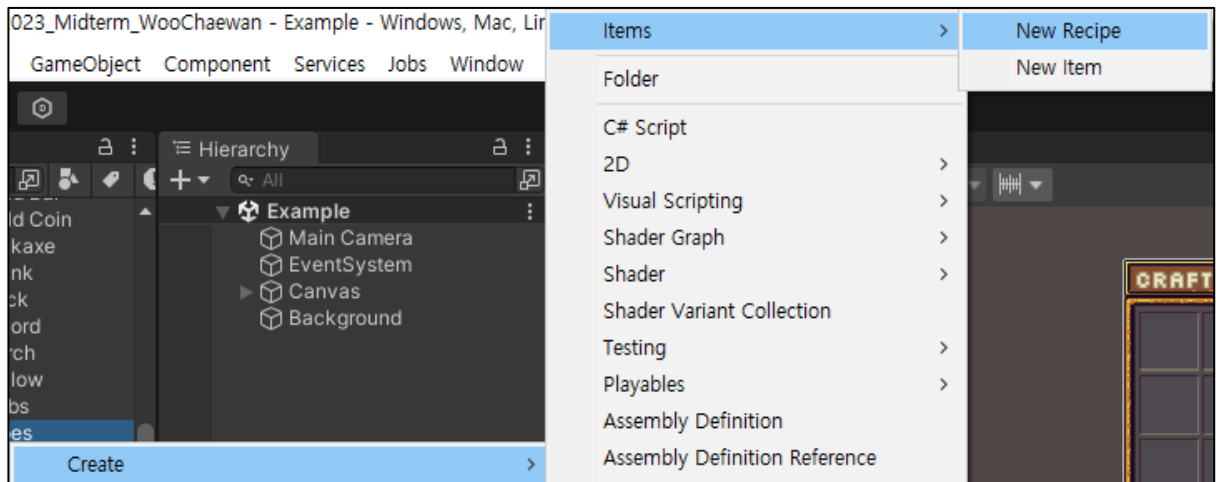 023_Midterm_WooChaewan - Example - Windows, Mac, Lin
GameObject Component Services Jobs Window
Hierarchy
All
Example
Main Camera
EventSystem
Canvas
Background
ld Coin
kaxe
nk
ck
ord
rch
low
bs
es
Create
Items
Folder
C# Script
2D
Visual Scripting
Shader Graph
Shader
Shader Variant Collection
Testing
Playables
Assembly Definition
Assembly Definition Reference
New Recipe
New Item
CRAFT